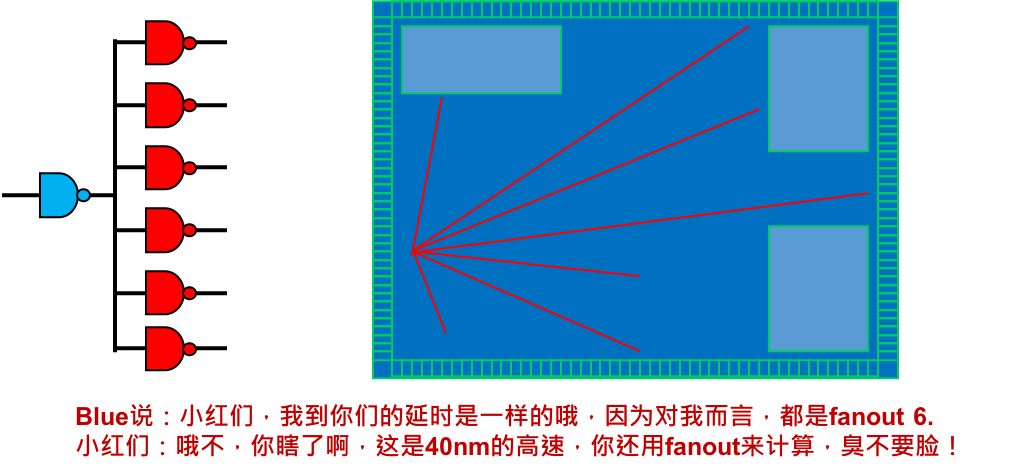 Blue说：小红们，我到你们的延时是一样的哦，因为对我而言，都是fanout 6.
小红们：哦不，你瞎了啊，这是40nm的高速，你还用fanout来计算，臭不要脸！